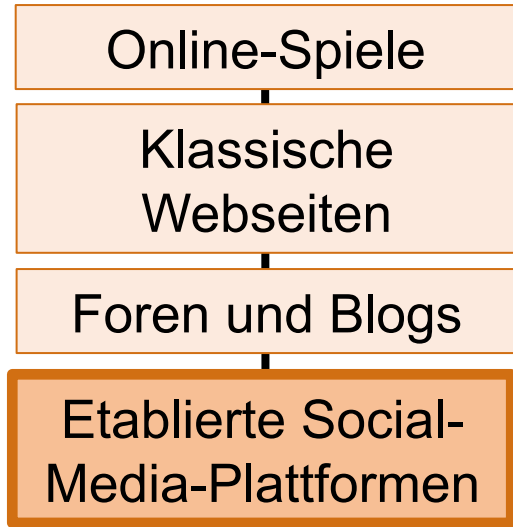 Online-Spiele
Klassische
Webseiten
Foren und Blogs
Etablierte Social-
Media-Plattformen